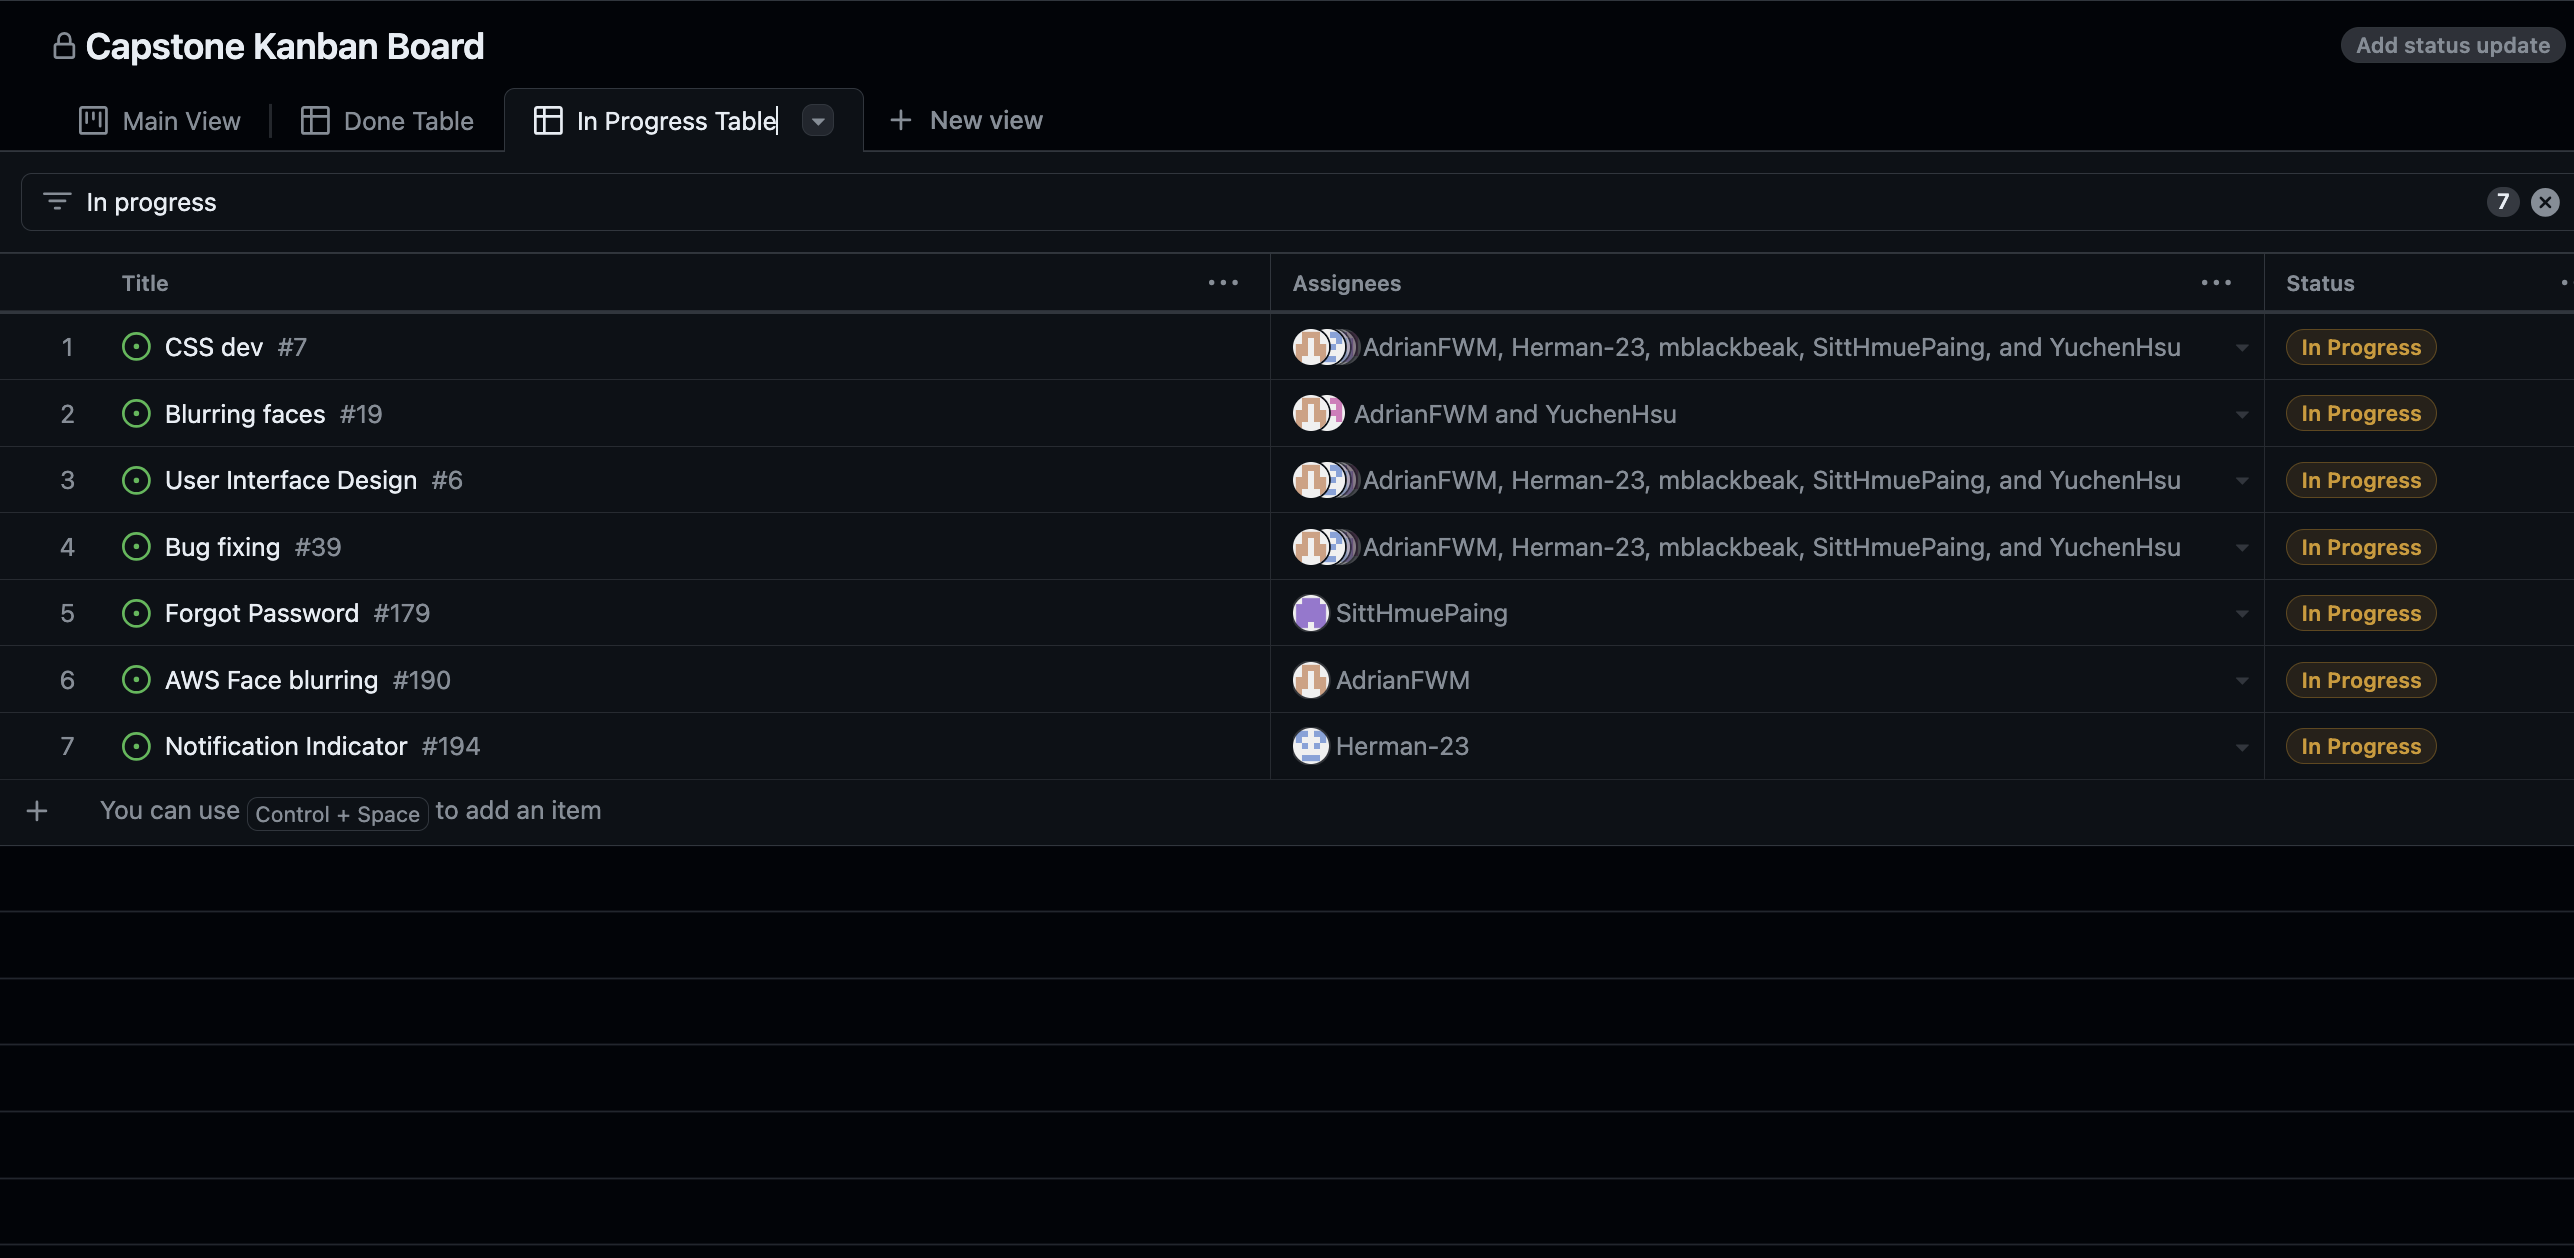 Capstone Kanban Board
Add status update
Main View
Done Table
In Progress Table
New view
In progress
7
Title
Assignees
Status
1 CSS dev #7 AdrianFWM, Herman-23, mblackbeak, SittHmuePaing, and YuchenHsu In Progress
2 Blurring faces #19 AdrianFWM and YuchenHsu In Progress
3 User Interface Design #6 AdrianFWM, Herman-23, mblackbeak, SittHmuePaing, and YuchenHsu In Progress
4 Bug fixing #39 AdrianFWM, Herman-23, mblackbeak, SittHmuePaing, and YuchenHsu In Progress
5 Forgot Password #179 SittHmuePaing In Progress
6 AWS Face blurring #190 AdrianFWM In Progress
7 Notification Indicator #194 Herman-23 In Progress
You can use Control + Space to add an item